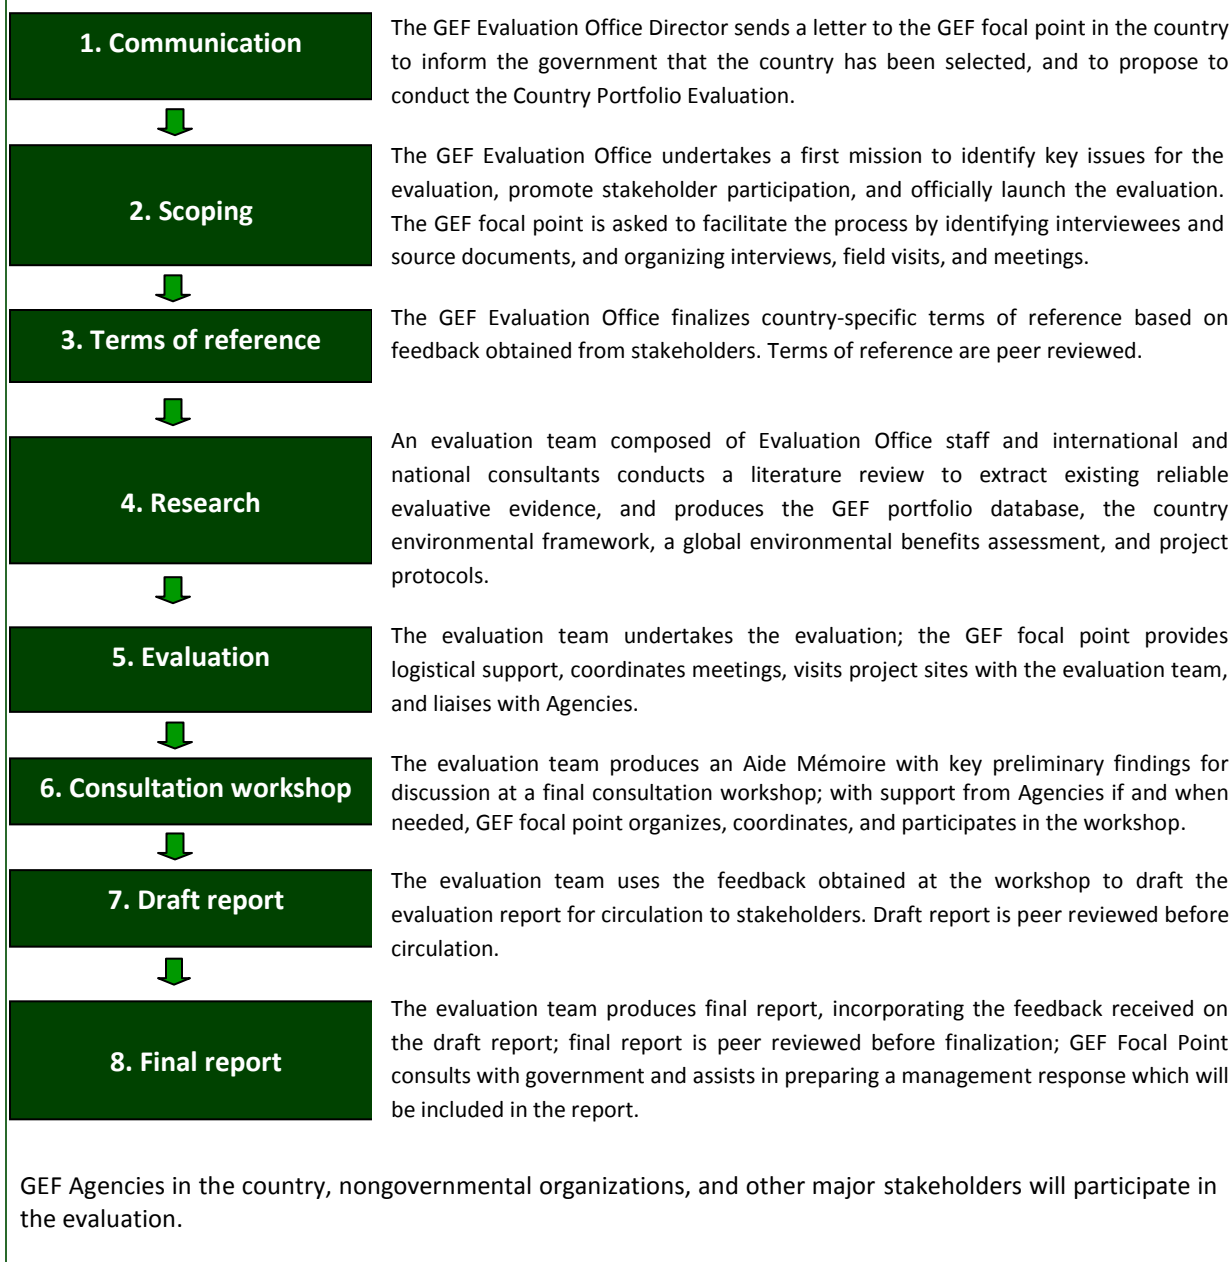 1. Communication
The GEF Evaluation Office Director sends a letter to the GEF focal point in the country
to inform the government that the country has been selected, and to propose to
conduct the Country Portfolio Evaluation.
2. Scoping
The GEF Evaluation Office undertakes a first mission to identify key issues for the
evaluation, promote stakeholder participation, and officially launch the evaluation.
The GEF focal point is asked to facilitate the process by identifying interviewees and
source documents, and organizing interviews, field visits, and meetings.
3. Terms of reference
The GEF Evaluation Office finalizes country-specific terms of reference based on
feedback obtained from stakeholders. Terms of reference are peer reviewed.
4. Research
An evaluation team composed of Evaluation Office staff and international and
national consultants conducts a literature review to extract existing reliable
evaluative evidence, and produces the GEF portfolio database, the country
environmental framework, a global environmental benefits assessment, and project
protocols.
5. Evaluation
The evaluation team undertakes the evaluation; the GEF focal point provides
logistical support, coordinates meetings, visits project sites with the evaluation team,
and liaises with Agencies.
6. Consultation workshop
The evaluation team produces an Aide Mémoire with key preliminary findings for
discussion at a final consultation workshop; with support from Agencies if and when
needed, GEF focal point organizes, coordinates, and participates in the workshop.
7. Draft report
The evaluation team uses the feedback obtained at the workshop to draft the
evaluation report for circulation to stakeholders. Draft report is peer reviewed before
circulation.
8. Final report
The evaluation team produces final report, incorporating the feedback received on
the draft report; final report is peer reviewed before finalization; GEF Focal Point
consults with government and assists in preparing a management response which will
be included in the report.
GEF Agencies in the country, nongovernmental organizations, and other major stakeholders will participate in
the evaluation.